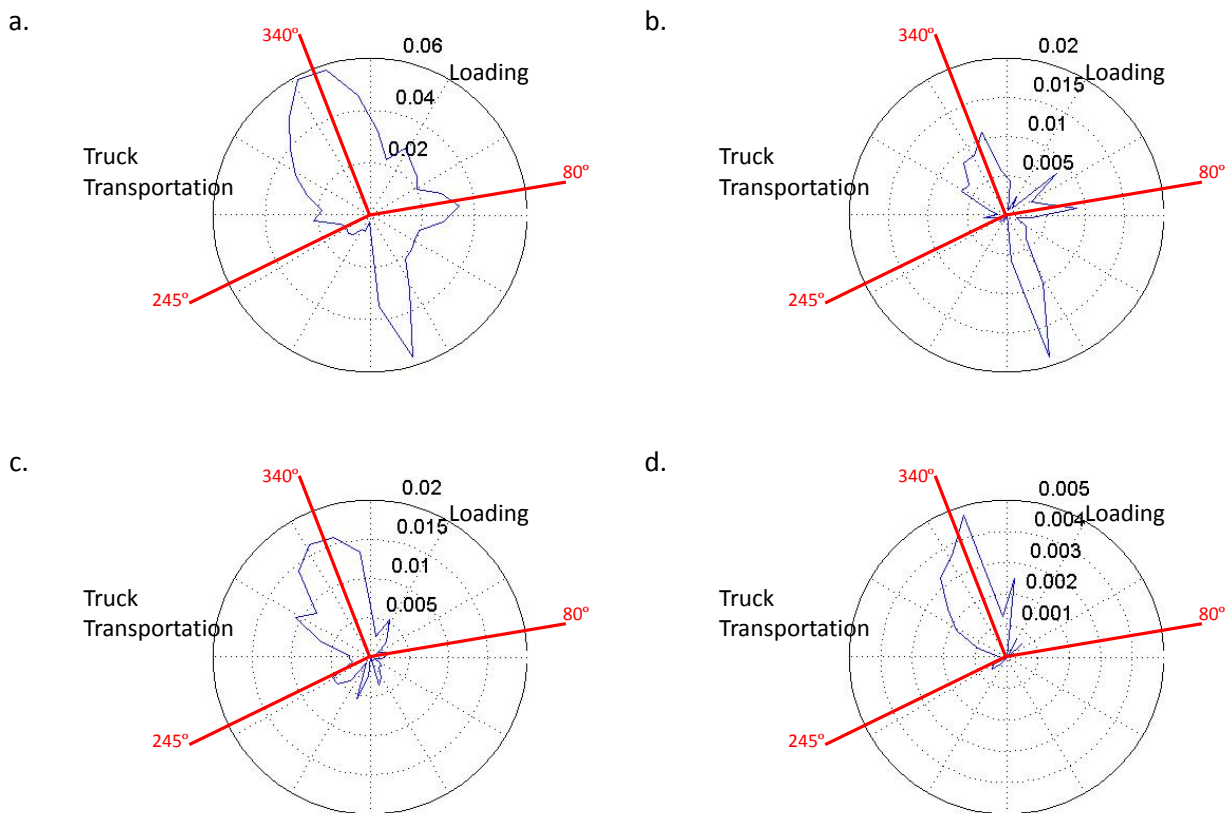 a.
340º
0.06
Loading
0.04
0.02
Truck
Transportation
80º
245º
b.
340º
0.02
Loading
0.015
0.01
0.005
Truck
Transportation
80º
245º
c.
340º
0.02
Loading
0.015
0.01
0.005
Truck
Transportation
80º
245º
d.
340º
0.005
Loading
0.004
0.003
0.002
0.001
Truck
Transportation
80º
245º